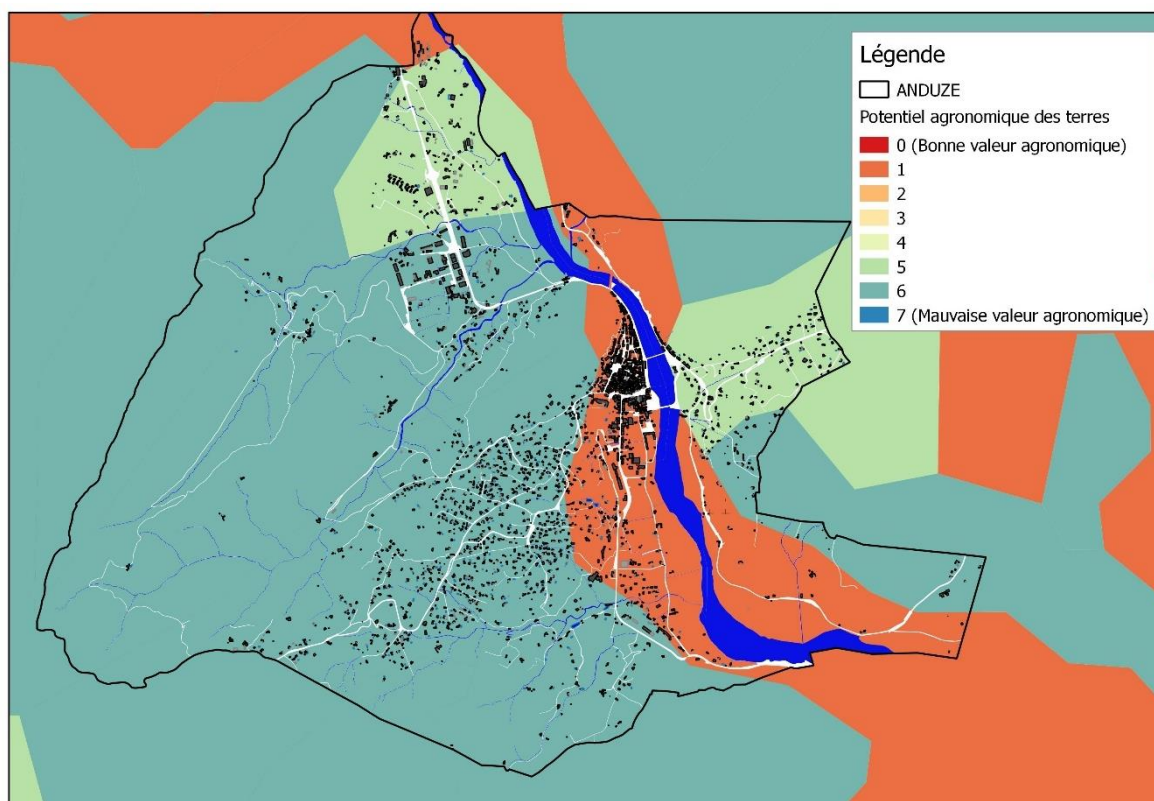 Légende
ANDUZE
Potentiel agronomique des terres
0 (Bonne valeur agronomique)
1
2
3
4
5
6
7 (Mauvaise valeur agronomique)